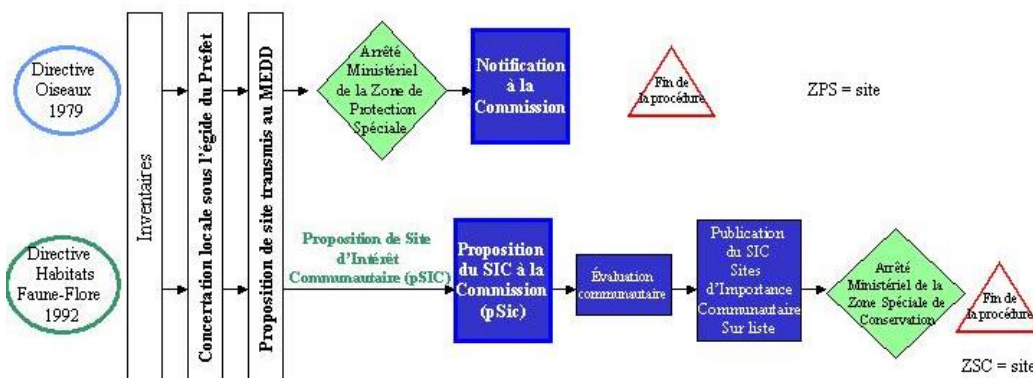 Directive
Oiseaux
1979
Directive
Habitats
Faune-Flore
1992
Inventaires
Concertation locale sous l'égide du Préfet
Proposition de site transmis au MEDD
Arrêté
Ministériel
de la Zone de
Protection
Spéciale
Notification
à la
Commission
Fin de
la procédure
ZPS = site
Proposition de Site
d'Intérêt
Communautaire (pSIC)
Proposition
du SIC à la
Commission
(pSic)
Évaluation
communautaire
Publication
du SIC
Sites
d'Importance
Communautaire
Sur liste
Arrêté
Ministériel de la
Zone Spéciale de
Conservation
Fin de
la procédure
ZSC = site